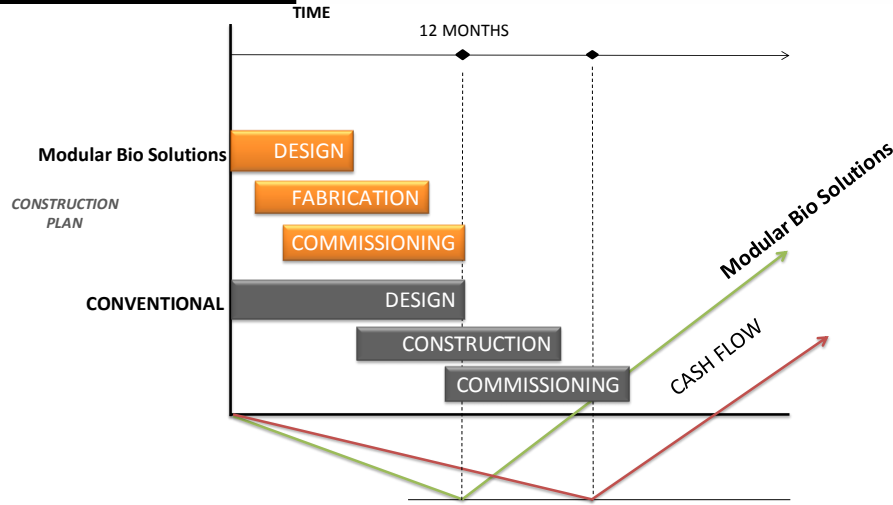 TIME
12 MONTHS
Modular Bio Solutions
DESIGN
CONSTRUCTION
PLAN
FABRICATION
COMMISSIONING
CONVENTIONAL
DESIGN
CONSTRUCTION
COMMISSIONING
Modular Bio Solutions
CASH FLOW